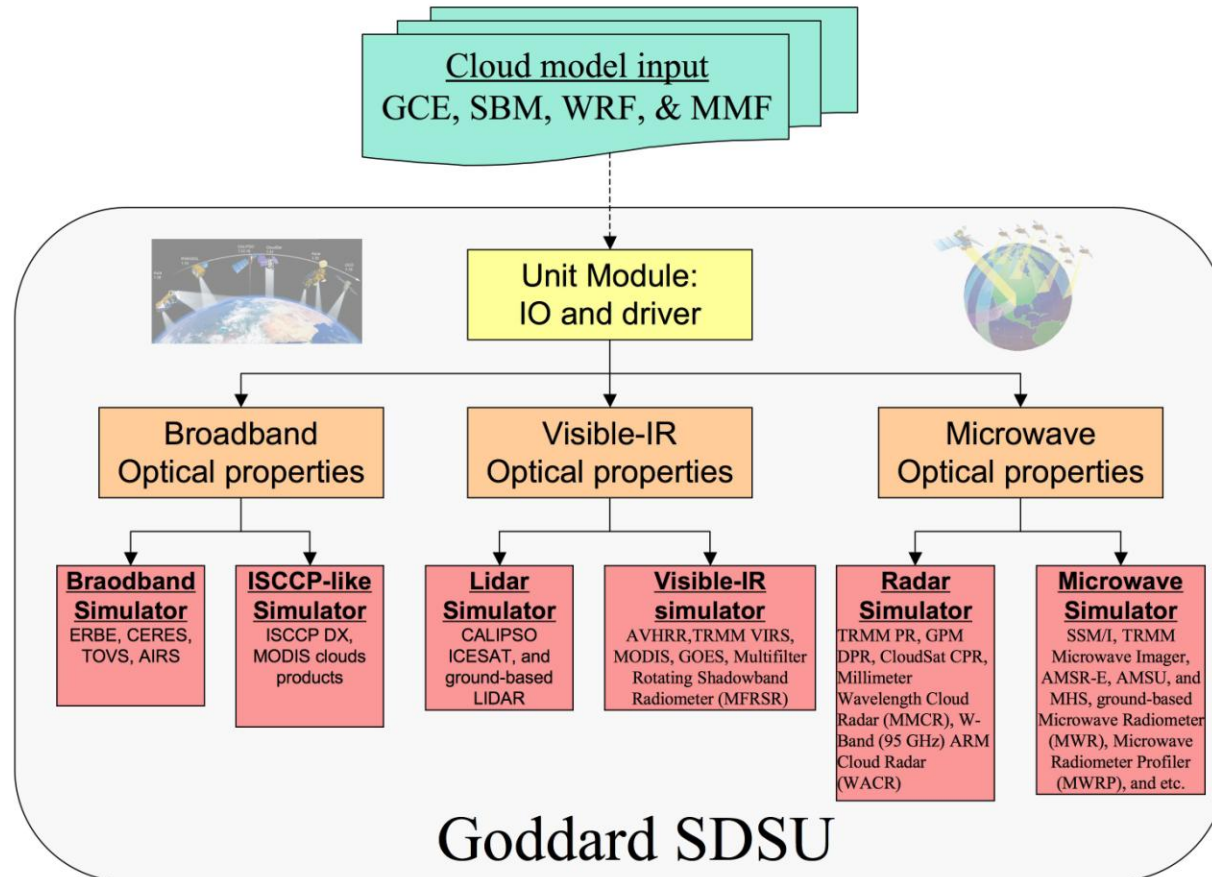 Cloud model input
GCE, SBM, WRF, & MMF
Unit Module:
IO and driver
Broadband
Optical properties
Visible-IR
Optical properties
Microwave
Optical properties
Braodband
Simulator
ERBE, CERES,
TOVS, AIRS
ISCCP-like
Simulator
ISCCP DX,
MODIS clouds
products
Lidar
Simulator
CALIPSO
ICESAT, and
ground-based
LIDAR
Visible-IR
simulator
AVHRR,TRMM VIRS,
MODIS, GOES, Multifilter
Rotating Shadowband
Radiometer (MFRSR)
Radar
Simulator
TRMM PR, GPM
DPR, CloudSat CPR,
Millimeter
Wavelength Cloud
Radar (MMCR), W-
Band (95 GHz) ARM
Cloud Radar
(WACR)
Microwave
Simulator
SSM/I, TRMM
Microwave Imager,
AMSR-E, AMSU, and
MHS, ground-based
Microwave Radiometer
(MWR), Microwave
Radiometer Profiler
(MWRP), and etc.
Goddard SDSU